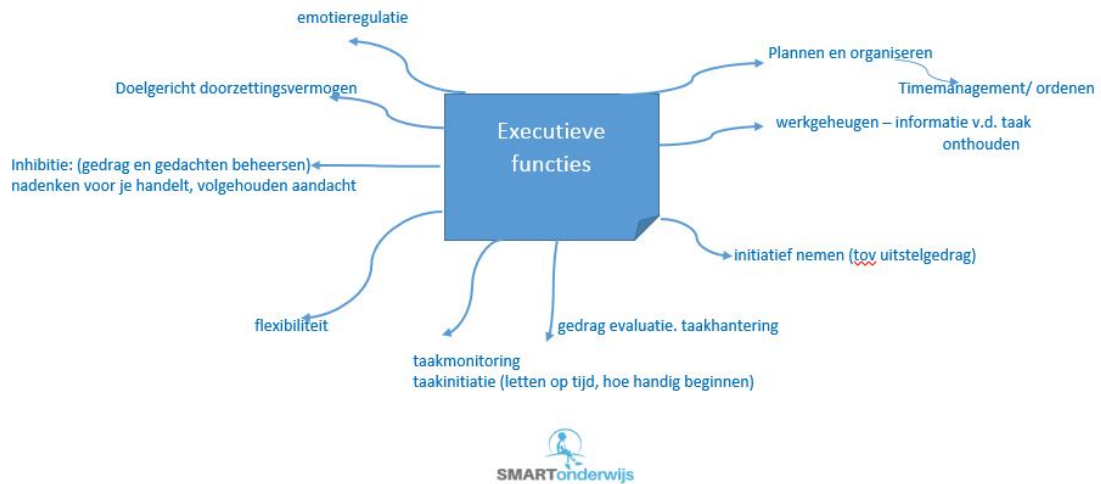 emotieregulatie
Plannen en organiseren
Timemanagement/ ordenen
Doelgericht doorzettingsvermogen
Executieve
functies
werkgeheugen – informatie v.d. taak
onthouden
Inhibitie: (gedrag en gedachten beheersen)
nadenken voor je handelt, volgehouden aandacht
initiatief nemen (tov uitstelgedrag)
flexibiliteit
gedrag evaluatie. taakhantering
taakmonitoring
taakinitiatie (letten op tijd, hoe handig beginnen)
SMARTonderwijs